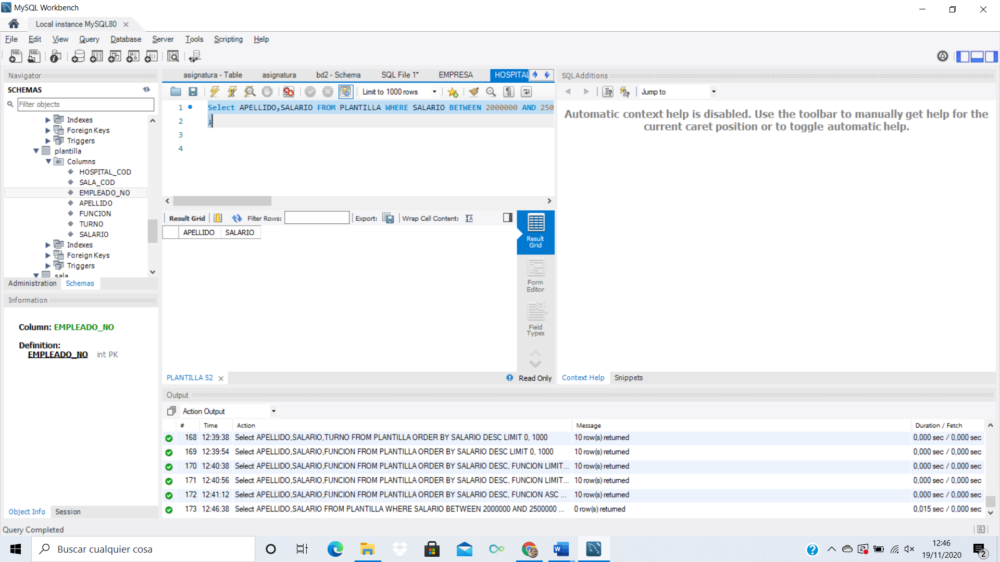 MySQL Workbench
Local instance MySQL80
File Edit View Query Database Server Tools Scripting Help
Navigator
SCHEMAS
Filter objects
Indexes
Foreign Keys
Triggers
plantilla
Columns
HOSPITAL_COD
SALA_COD
EMPLEADO_NO
APELLIDO
FUNCION
TURNO
SALARIO
Indexes
Foreign Keys
Triggers
sala
Administration Schemas
Information
Column: EMPLEADO_NO
Definition:
EMPLEADO_NO int PK
Object Info Session
asignatura - Table asignatura bd2 - Schema SQL File 1* EMPRESA HOSPITAL
Limit to 1000 rows
1 Select APELLIDO,SALARIO FROM PLANTILLA WHERE SALARIO BETWEEN 2000000 AND 250
2 ;
3
4
Result Grid Filter Rows: Export: Wrap Cell Content:
APELLIDO SALARIO
Result
Grid
Form
Editor
Field
Types
PLANTILLA 52 Read Only
SQLAdditions
Jump to
Automatic context help is disabled. Use the toolbar to manually get help for the
current caret position or to toggle automatic help.
Context Help Snippets
Output
Action Output
# Time Action Message Duration / Fetch
168 12:39:38 Select APELLIDO,SALARIO,TURNO FROM PLANTILLA ORDER BY SALARIO DESC LIMIT 0, 1000 10 row(s) returned 0,000 sec / 0,000 sec
169 12:39:54 Select APELLIDO,SALARIO,FUNCION FROM PLANTILLA ORDER BY SALARIO DESC LIMIT 0, 1000 10 row(s) returned 0,000 sec / 0,000 sec
170 12:40:38 Select APELLIDO,SALARIO,FUNCION FROM PLANTILLA ORDER BY SALARIO DESC, FUNCION LIMIT... 10 row(s) returned 0,000 sec / 0,000 sec
171 12:40:56 Select APELLIDO,SALARIO,FUNCION FROM PLANTILLA ORDER BY SALARIO DESC, FUNCION LIMIT... 10 row(s) returned 0,000 sec / 0,000 sec
172 12:41:12 Select APELLIDO,SALARIO,FUNCION FROM PLANTILLA ORDER BY SALARIO DESC, FUNCION ASC ... 10 row(s) returned 0,000 sec / 0,000 sec
173 12:46:38 Select APELLIDO,SALARIO FROM PLANTILLA WHERE SALARIO BETWEEN 2000000 AND 2500000 ... 0 row(s) returned 0,015 sec / 0,000 sec
Query Completed
Buscar cualquier cosa
12:46
19/11/2020
2